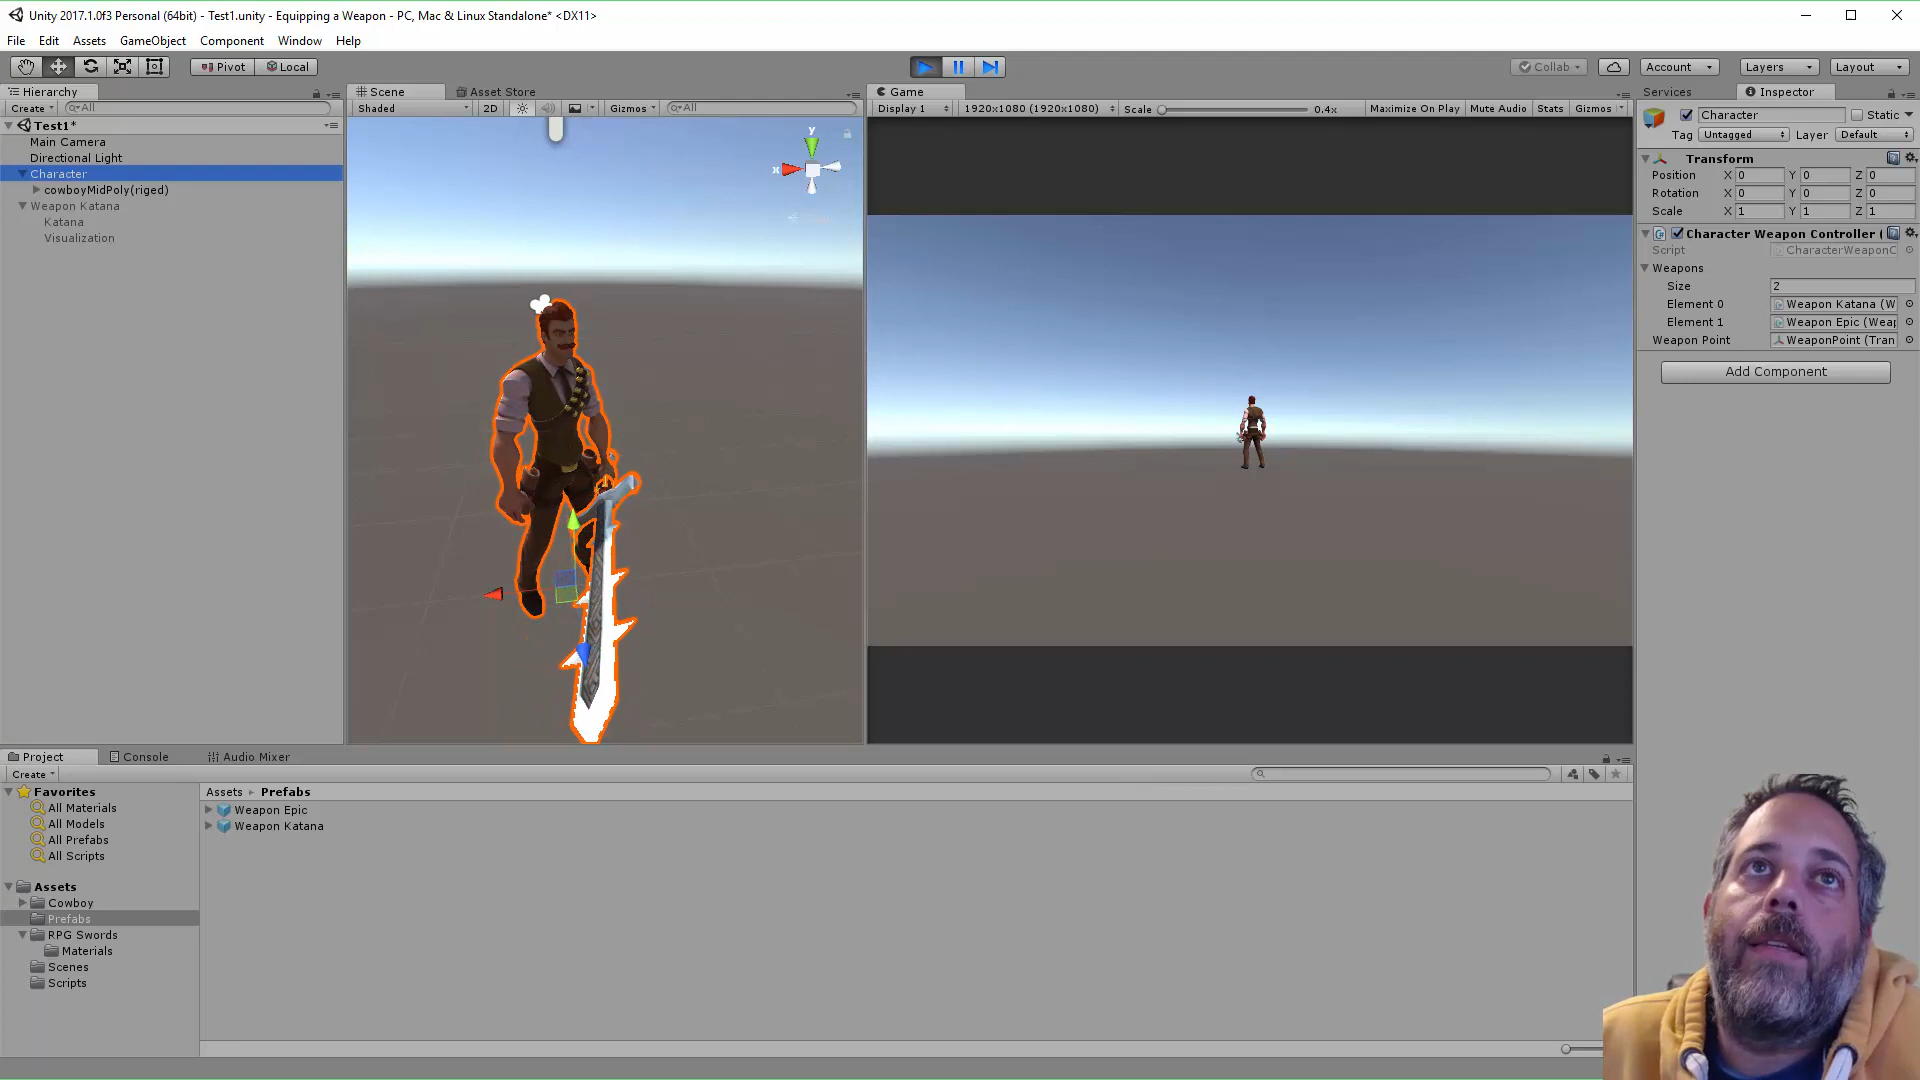 Unity 2017.1.0f3 Personal (64bit) - Test1.unity - Equipping a Weapon - PC, Mac & Linux Standalone* <DX11>
File Edit Assets GameObject Component Window Help
Pivot Local Collab Account Layers Layout
Hierarchy
Create All
Test1*
Main Camera
Directional Light
Character
cowboyMidPoly(riged)
Weapon Katana
Katana
Visualization
Scene Asset Store
Shaded 2D Gizmos All
y
x
Game
Display 1 1920x1080 (1920x1080) Scale 0.4x Maximize On Play Mute Audio Stats Gizmos
Services Inspector
Character Static
Tag Untagged Layer Default
Transform
Position X 0 Y 0 Z 0
Rotation X 0 Y 0 Z 0
Scale X 1 Y 1 Z 1
Character Weapon Controller (
Script CharacterWeaponC
Weapons
Size 2
Element 0 Weapon Katana (W
Element 1 Weapon Epic (Weap
Weapon Point WeaponPoint (Tran
Add Component
Project Console Audio Mixer
Create
Favorites
All Materials
All Models
All Prefabs
All Scripts
Assets
Cowboy
Prefabs
RPG Swords
Materials
Scenes
Scripts
Assets Prefabs
Weapon Epic
Weapon Katana